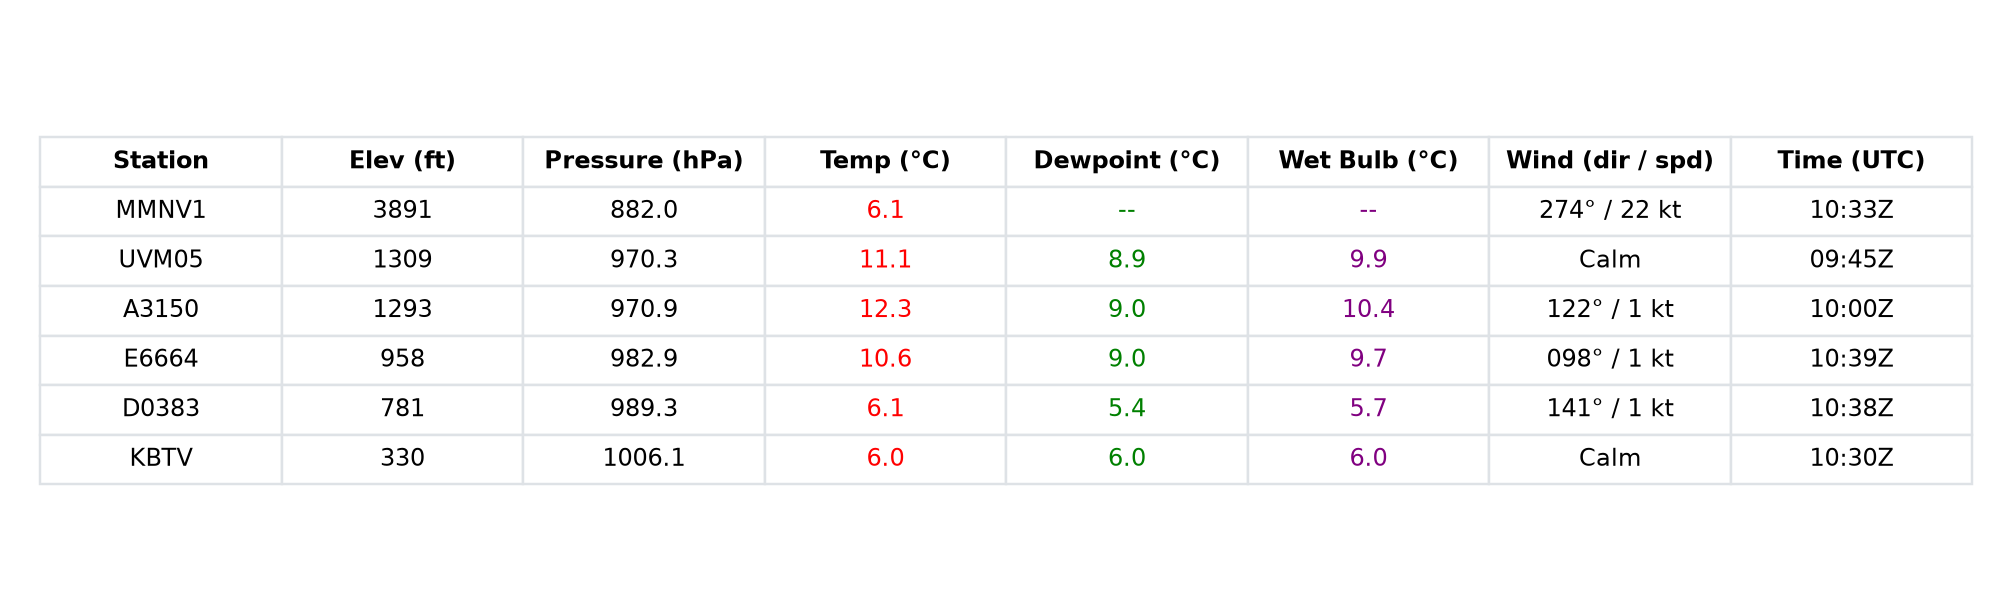 Station Elev (ft) Pressure (hPa) Temp (°C) Dewpoint (°C) Wet Bulb (°C) Wind (dir / spd) Time (UTC)
MMNV1 3891 882.0 6.1 -- -- 274° / 22 kt 10:33Z
UVM05 1309 970.3 11.1 8.9 9.9 Calm 09:45Z
A3150 1293 970.9 12.3 9.0 10.4 122° / 1 kt 10:00Z
E6664 958 982.9 10.6 9.0 9.7 098° / 1 kt 10:39Z
D0383 781 989.3 6.1 5.4 5.7 141° / 1 kt 10:38Z
KBTV 330 1006.1 6.0 6.0 6.0 Calm 10:30Z